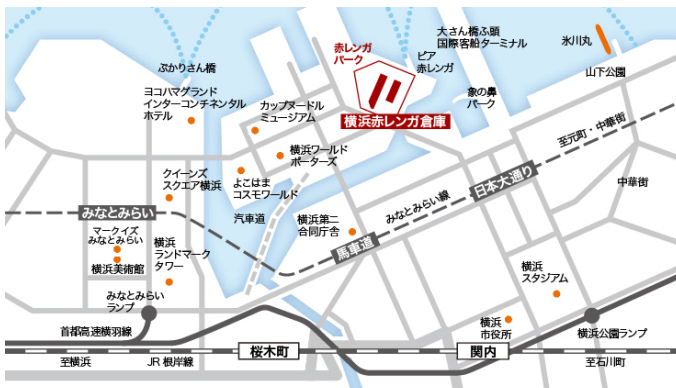 大さん橋ふ頭
国際客船ターミナル
氷川丸
赤レンガ
パーク
ピア
赤レンガ
ぷかりさん橋
山下公園
ヨコハマグランド
インターコンチネンタル
ホテル
カップヌードル
ミュージアム
象の鼻
パーク
横浜赤レンガ倉庫
至元町・中華街
横浜ワールド
ポーターズ
クイーンズ
スクエア横浜
よこはま
コスモワールド
日本大通り
中華街
みなとみらい
汽車道
横浜第二
合同庁舎
みなとみらい線
馬車道
マークイズ
みなとみらい
横浜美術館
横浜
ランドマーク
タワー
横浜
スタジアム
みなとみらい
ランプ
首都高速横羽線
横浜
市役所
横浜公園ランプ
至横浜
JR 根岸線
桜木町
関内
至石川町